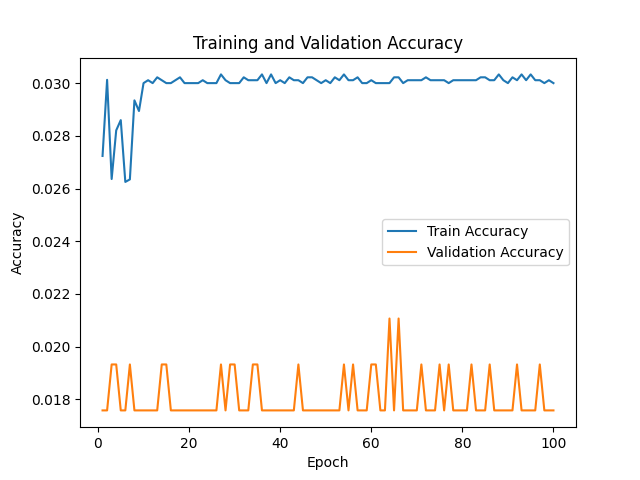 Training and Validation Accuracy
0.030
0.028
0.026
0.024
0.022
0.020
0.018
Accuracy
Train Accuracy
Validation Accuracy
0 20 40 60 80 100
Epoch